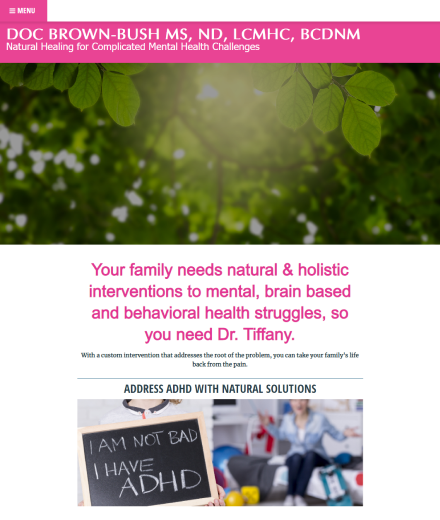 MENU
DOC BROWN-BUSH MS, ND, LCMHC, BCDNM
Natural Healing for Complicated Mental Health Challenges
Your family needs natural & holistic
interventions to mental, brain based
and behavioral health struggles, so
you need Dr. Tiffany.
With a custom intervention that addresses the root of the problem, you can take your family's life
back from the pain.
ADDRESS ADHD WITH NATURAL SOLUTIONS
I AM NOT BAD
I HAVE
ADHD